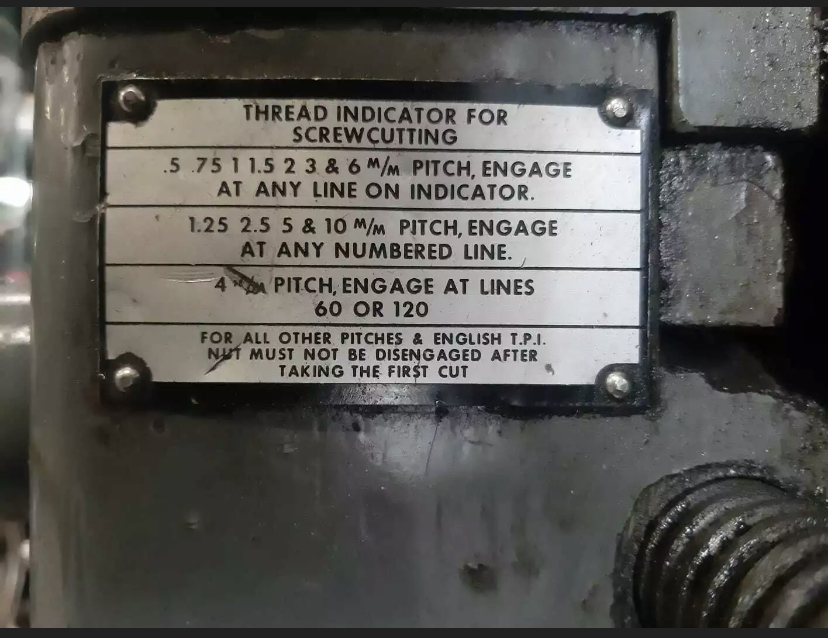 THREAD INDICATOR FOR
SCREWCUTTING
.5 .75 1 1.5 2 3 & 6 M/M PITCH, ENGAGE
AT ANY LINE ON INDICATOR.
1.25 2.5 5 & 10 M/M PITCH, ENGAGE
AT ANY NUMBERED LINE.
4 M/M PITCH, ENGAGE AT LINES
60 OR 120
FOR ALL OTHER PITCHES & ENGLISH T.P.I.
NUT MUST NOT BE DISENGAGED AFTER
TAKING THE FIRST CUT